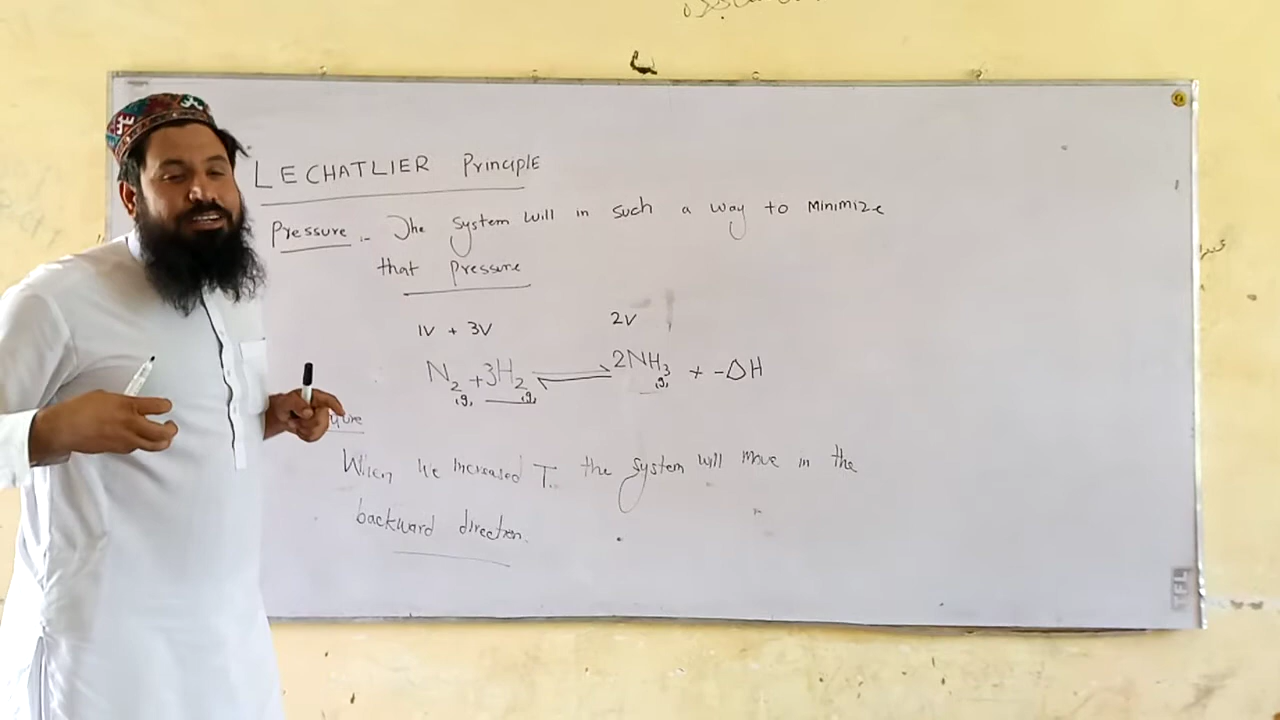 LECHATLIER Principle
Pressure :- The system will in such a way to minimize
that pressure
1V + 3V 2V
N2(g) + 3H2(g) ⇌ 2NH3(g) + -ΔH
When we increased T. the system will move in the
backward direction.
TFL